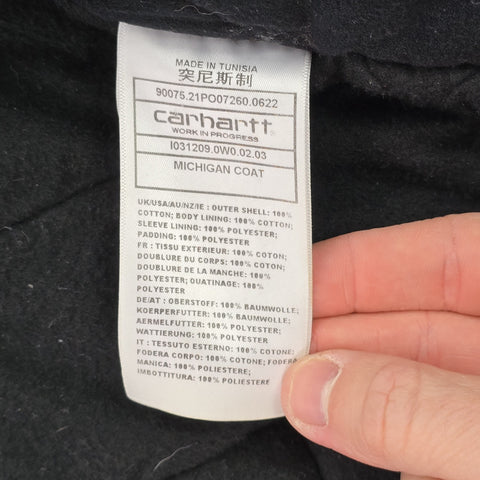 MADE IN TUNISIA
突尼斯制
90075.21PO07260.0622
carhartt
WORK IN PROGRESS
I031209.0W0.02.03
MICHIGAN COAT
UK/USA/AU/NZ/IE : OUTER SHELL: 100%
COTTON; BODY LINING: 100% COTTON;
SLEEVE LINING: 100% POLYESTER;
PADDING: 100% POLYESTER
FR : TISSU EXTERIEUR: 100% COTON;
DOUBLURE DU CORPS: 100% COTON;
DOUBLURE DE LA MANCHE: 100%
POLYESTER; QUATINAGE: 100%
POLYESTER
DE/AT : OBERSTOFF: 100% BAUMWOLLE;
KOERPERFUTTER: 100% BAUMWOLLE;
AERMELFUTTER: 100% POLYESTER;
WATTIERUNG: 100% POLYESTER
IT : TESSUTO ESTERNO: 100% COTONE;
FODERA CORPO: 100% COTONE; FODERA
MANICA: 100% POLIESTERE;
IMBOTTITURA: 100% POLIESTERE